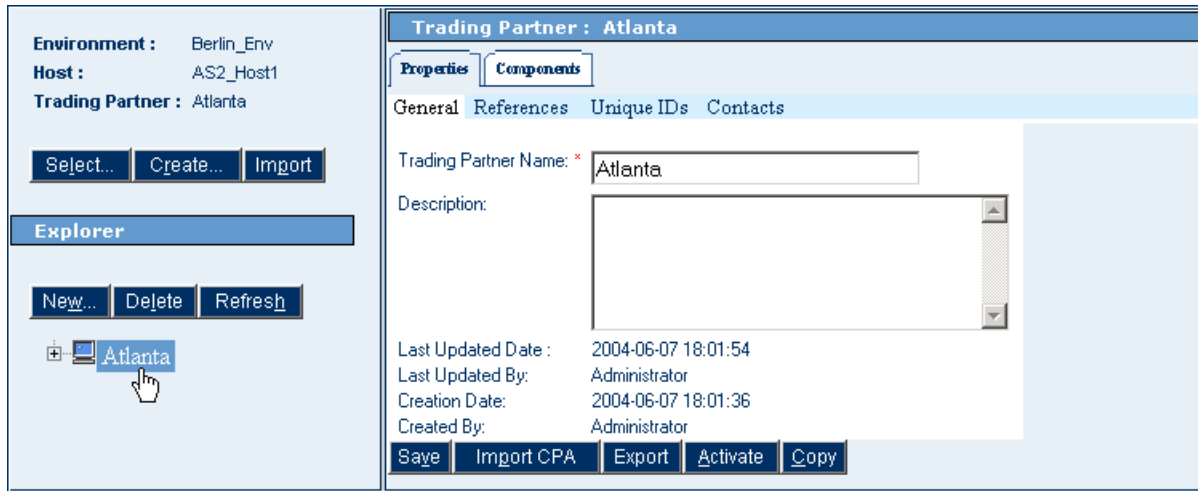 Environment : Berlin_Env
Host : AS2_Host1
Trading Partner : Atlanta
Select... Create... Import
Explorer
New... Delete Refresh
Atlanta
Trading Partner : Atlanta
Properties Components
General References Unique IDs Contacts
Trading Partner Name: * Atlanta
Description:
Last Updated Date : 2004-06-07 18:01:54
Last Updated By: Administrator
Creation Date: 2004-06-07 18:01:36
Created By: Administrator
Save Import CPA Export Activate Copy